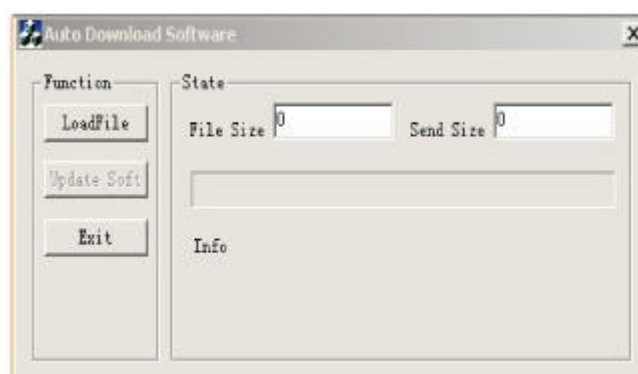 Auto Download Software
Function
State
LoadFile
File Size 0
Send Size 0
Update Soft
Exit
Info